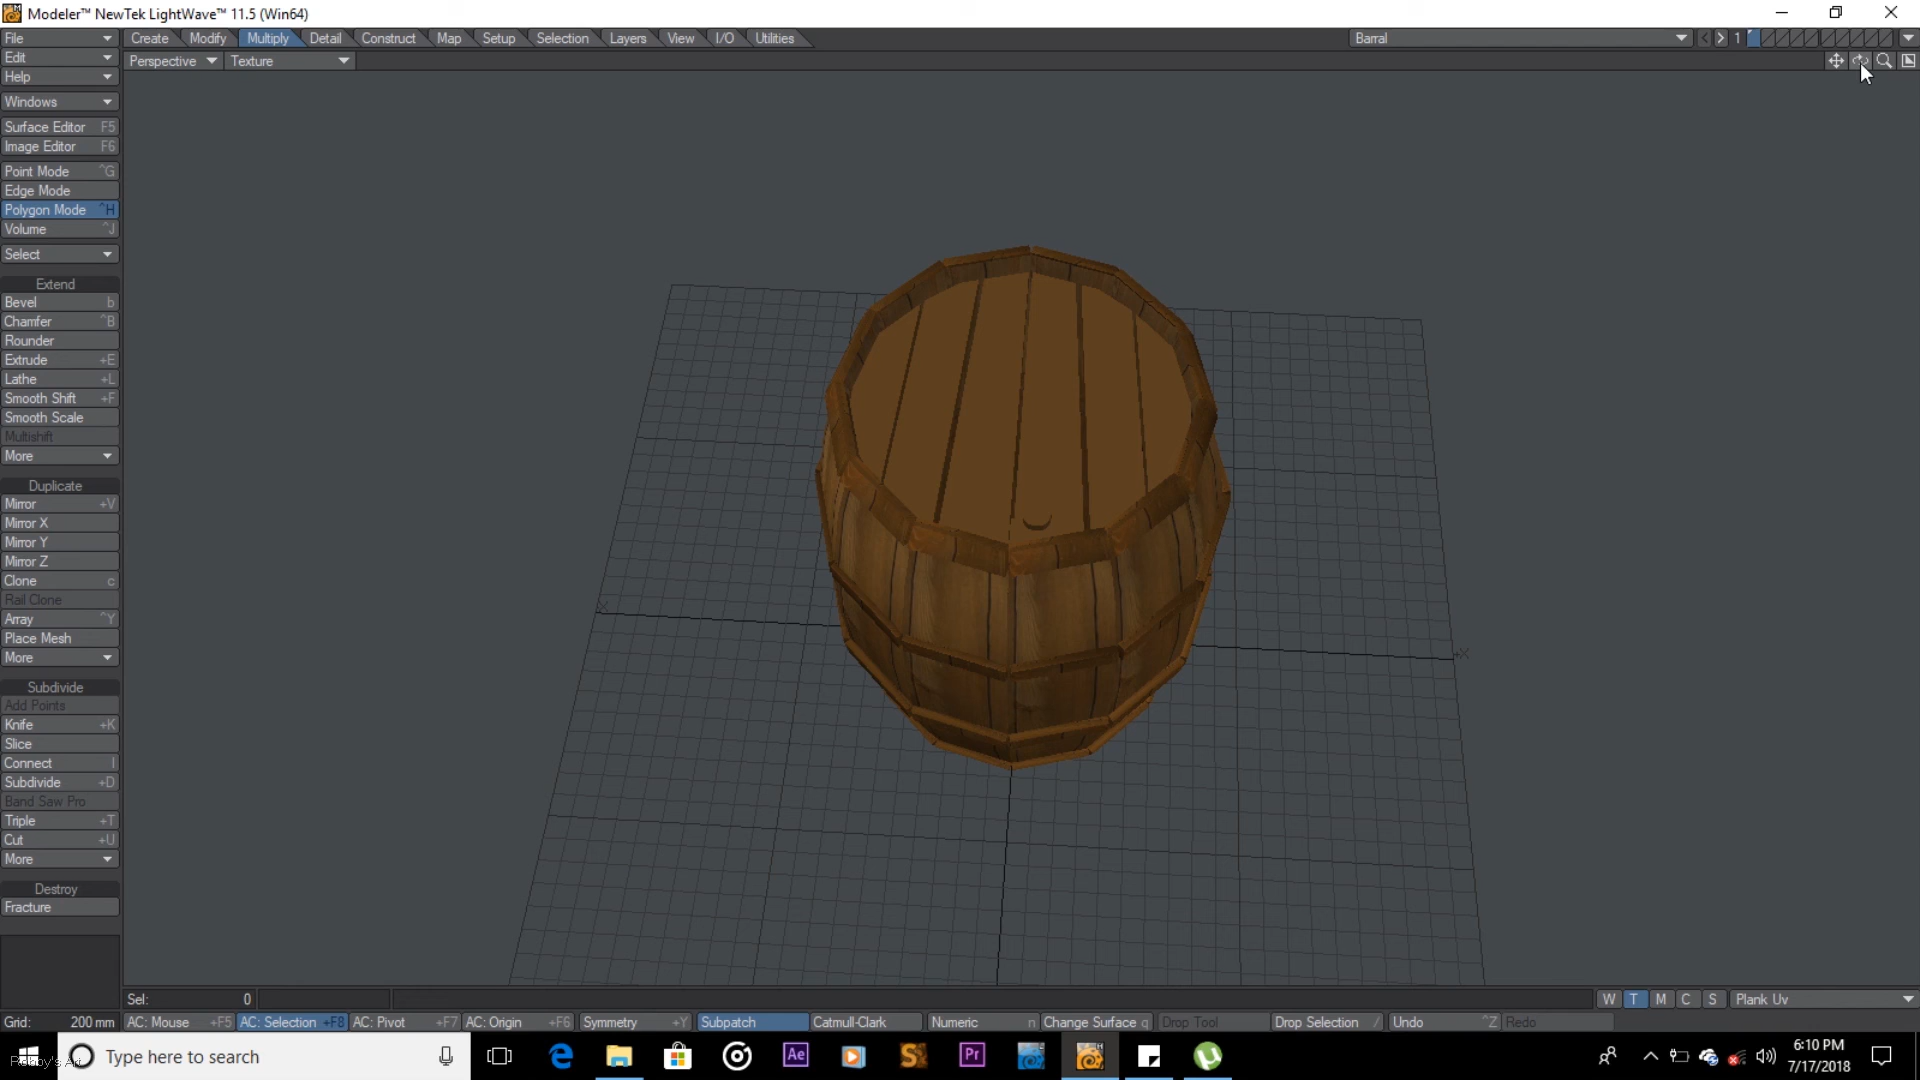 Modeler™ NewTek LightWave™ 11.5 (Win64)
File Create Modify Multiply Detail Construct Map Setup Selection Layers View I/O Utilities Barral 1
Edit Perspective Texture
Help
Windows
Surface Editor F5
Image Editor F6
Point Mode ^G
Edge Mode
Polygon Mode ^H
Volume ^J
Select
Extend
Bevel b
Chamfer ^B
Rounder
Extrude +E
Lathe +L
Smooth Shift +F
Smooth Scale
Multishift
More
Duplicate
Mirror +V
Mirror X
Mirror Y
Mirror Z
Clone c
Rail Clone
Array ^Y
Place Mesh
More
Subdivide
Add Points
Knife +K
Slice
Connect l
Subdivide +D
Band Saw Pro
Triple +T
Cut +U
More
Destroy
Fracture
Sel: 0 W T M C S Plank Uv
Grid: 200 mm AC: Mouse +F5 AC: Selection +F8 AC: Pivot +F7 AC: Origin +F6 Symmetry +Y Subpatch Catmull-Clark Numeric n Change Surface q Drop Tool Drop Selection / Undo ^Z Redo
Type here to search Ae Pr 6:10 PM
7/17/2018